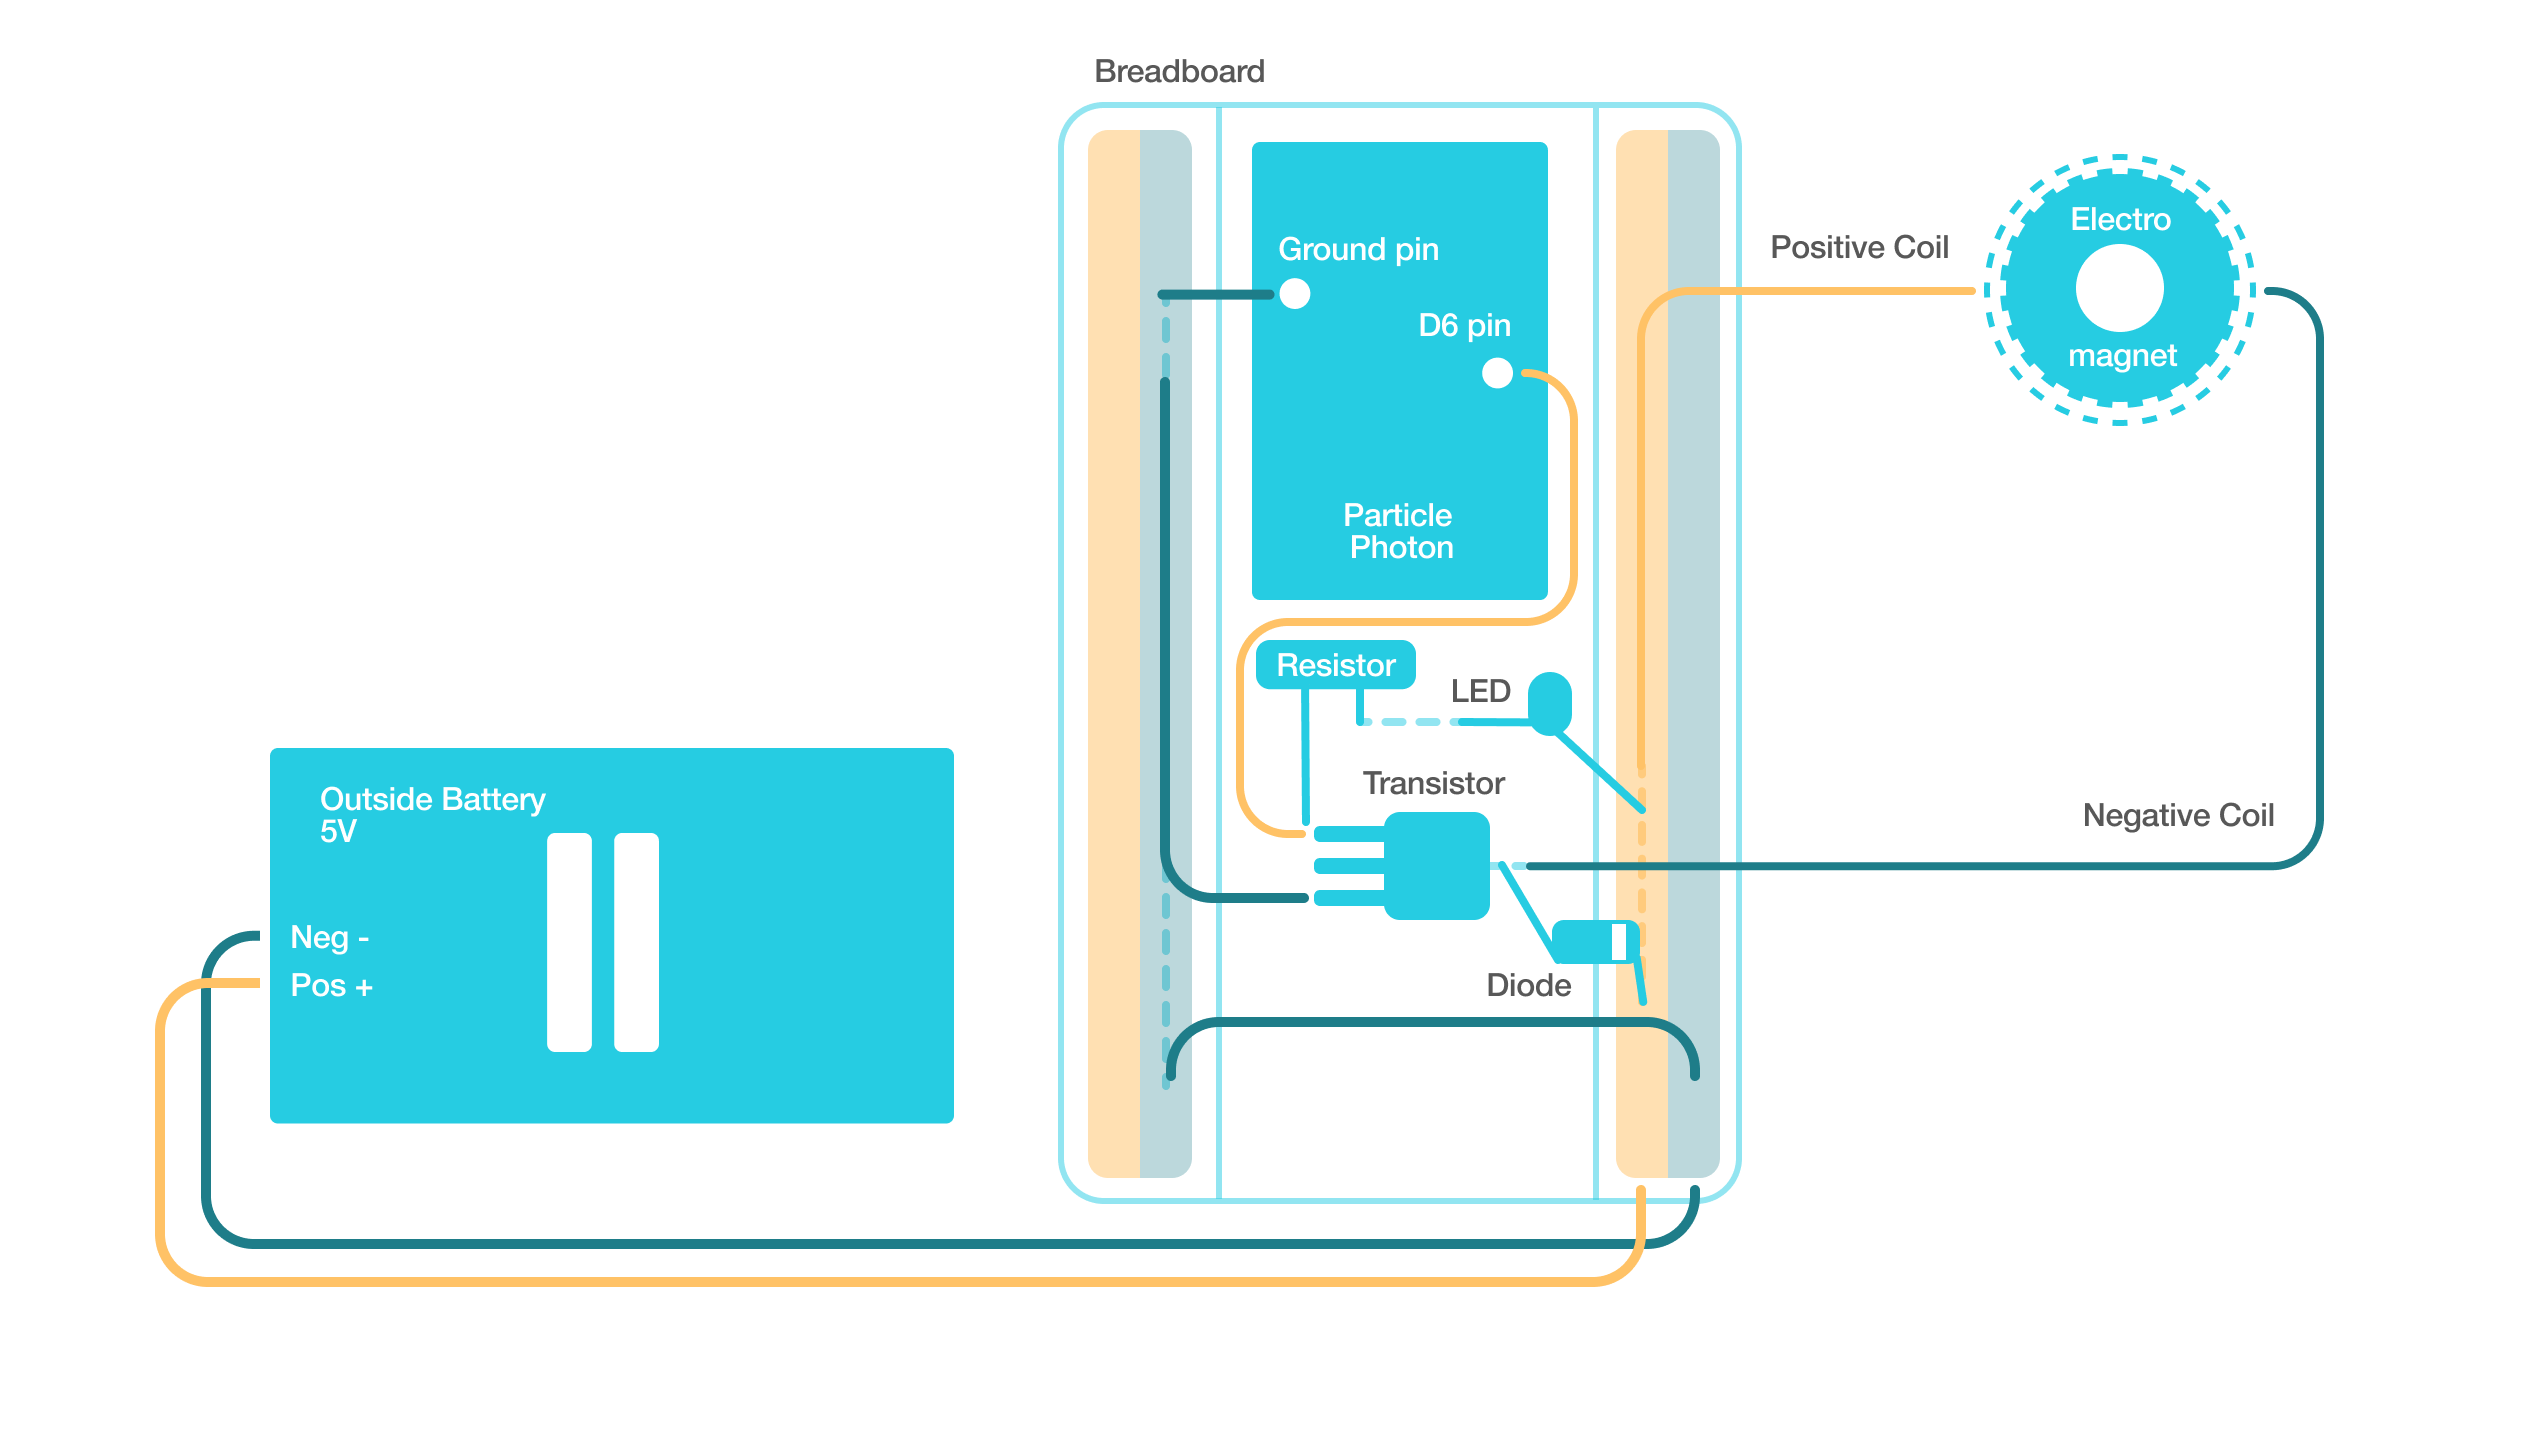 Breadboard
Ground pin
D6 pin
Particle
Photon
Electro
magnet
Positive Coil
Resistor
LED
Transistor
Negative Coil
Diode
Outside Battery
5V
Neg -
Pos +